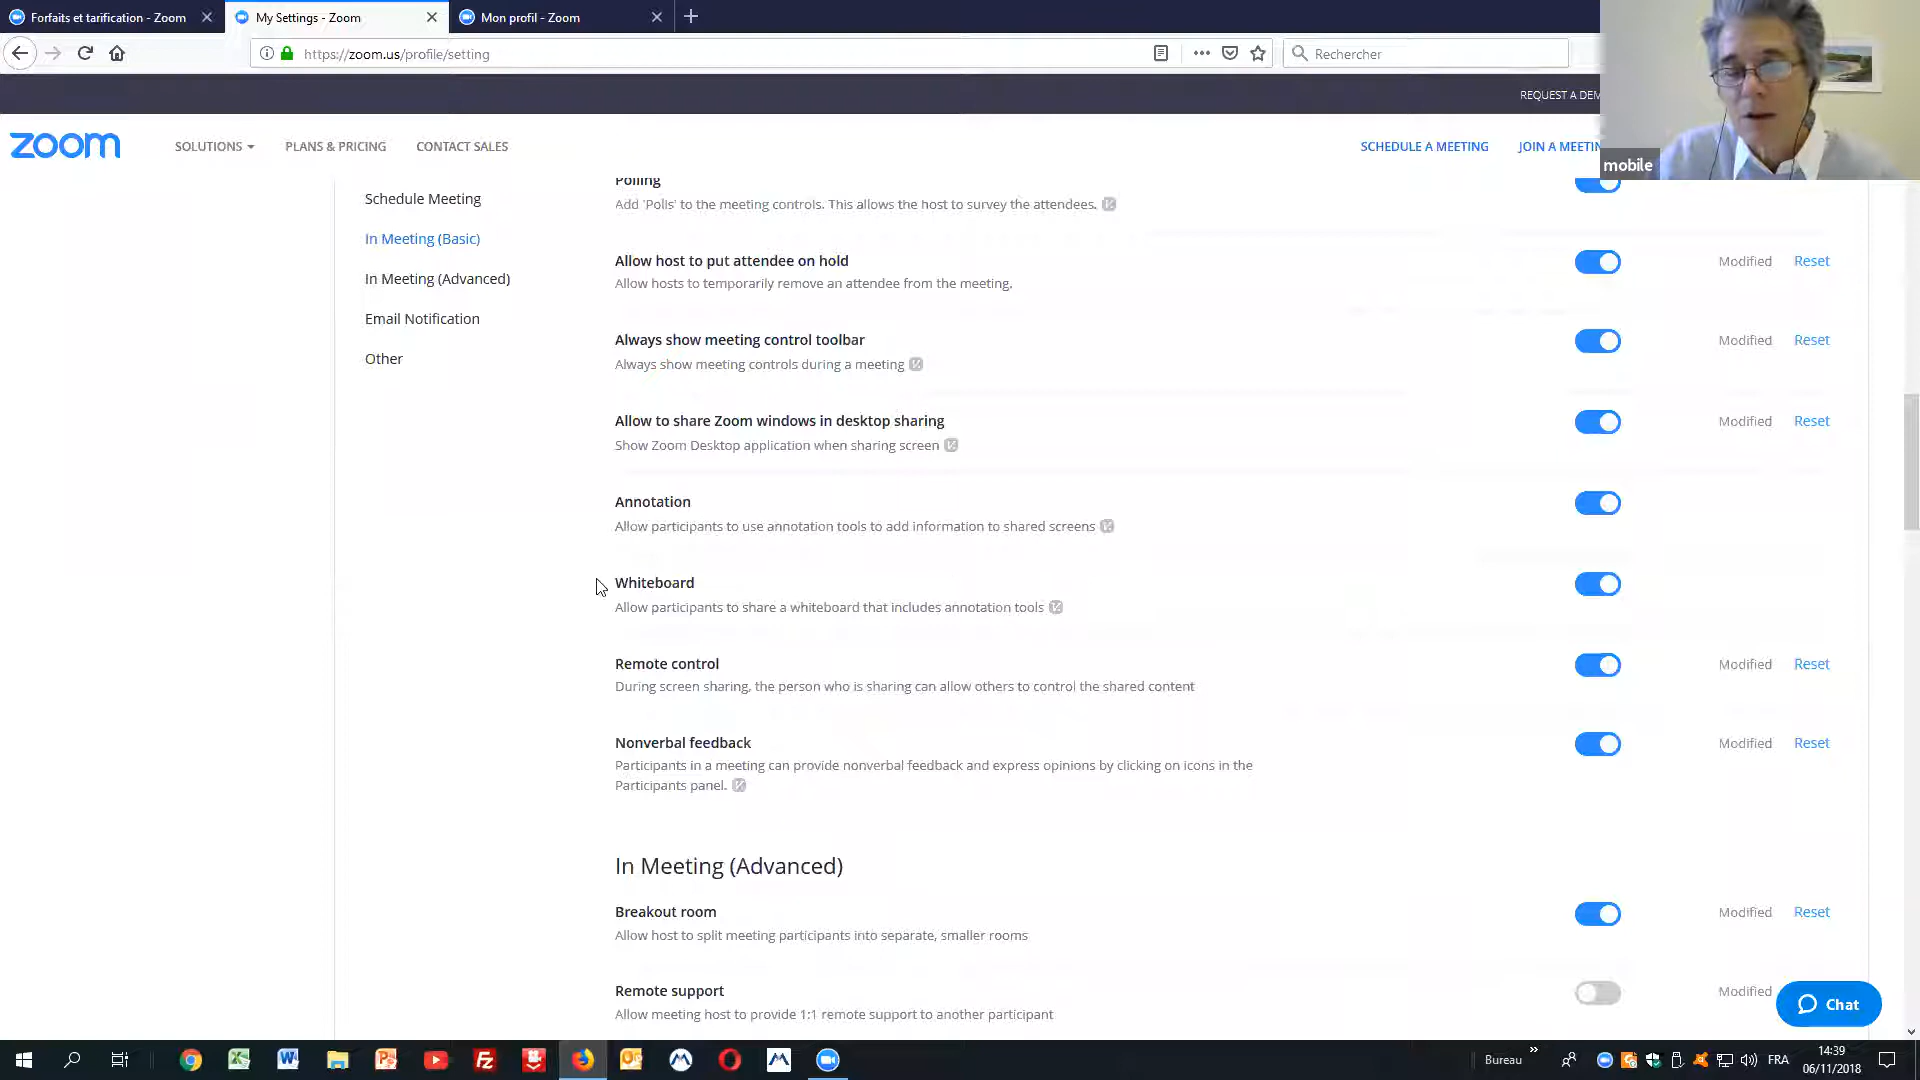 Forfaits et tarification - Zoom
My Settings - Zoom
Mon profil - Zoom
https://zoom.us/profile/setting
Rechercher
REQUEST A DEM
zoom
SOLUTIONS
PLANS & PRICING
CONTACT SALES
SCHEDULE A MEETING
JOIN A MEETIN
mobile
Schedule Meeting
In Meeting (Basic)
In Meeting (Advanced)
Email Notification
Other
Polling
Add 'Polls' to the meeting controls. This allows the host to survey the attendees.
Allow host to put attendee on hold
Modified Reset
Allow hosts to temporarily remove an attendee from the meeting.
Always show meeting control toolbar
Modified Reset
Always show meeting controls during a meeting
Allow to share Zoom windows in desktop sharing
Modified Reset
Show Zoom Desktop application when sharing screen
Annotation
Allow participants to use annotation tools to add information to shared screens
Whiteboard
Allow participants to share a whiteboard that includes annotation tools
Remote control
Modified Reset
During screen sharing, the person who is sharing can allow others to control the shared content
Nonverbal feedback
Modified Reset
Participants in a meeting can provide nonverbal feedback and express opinions by clicking on icons in the
Participants panel.
In Meeting (Advanced)
Breakout room
Modified Reset
Allow host to split meeting participants into separate, smaller rooms
Remote support
Modified
Allow meeting host to provide 1:1 remote support to another participant
Chat
Bureau
FRA
14:39
06/11/2018